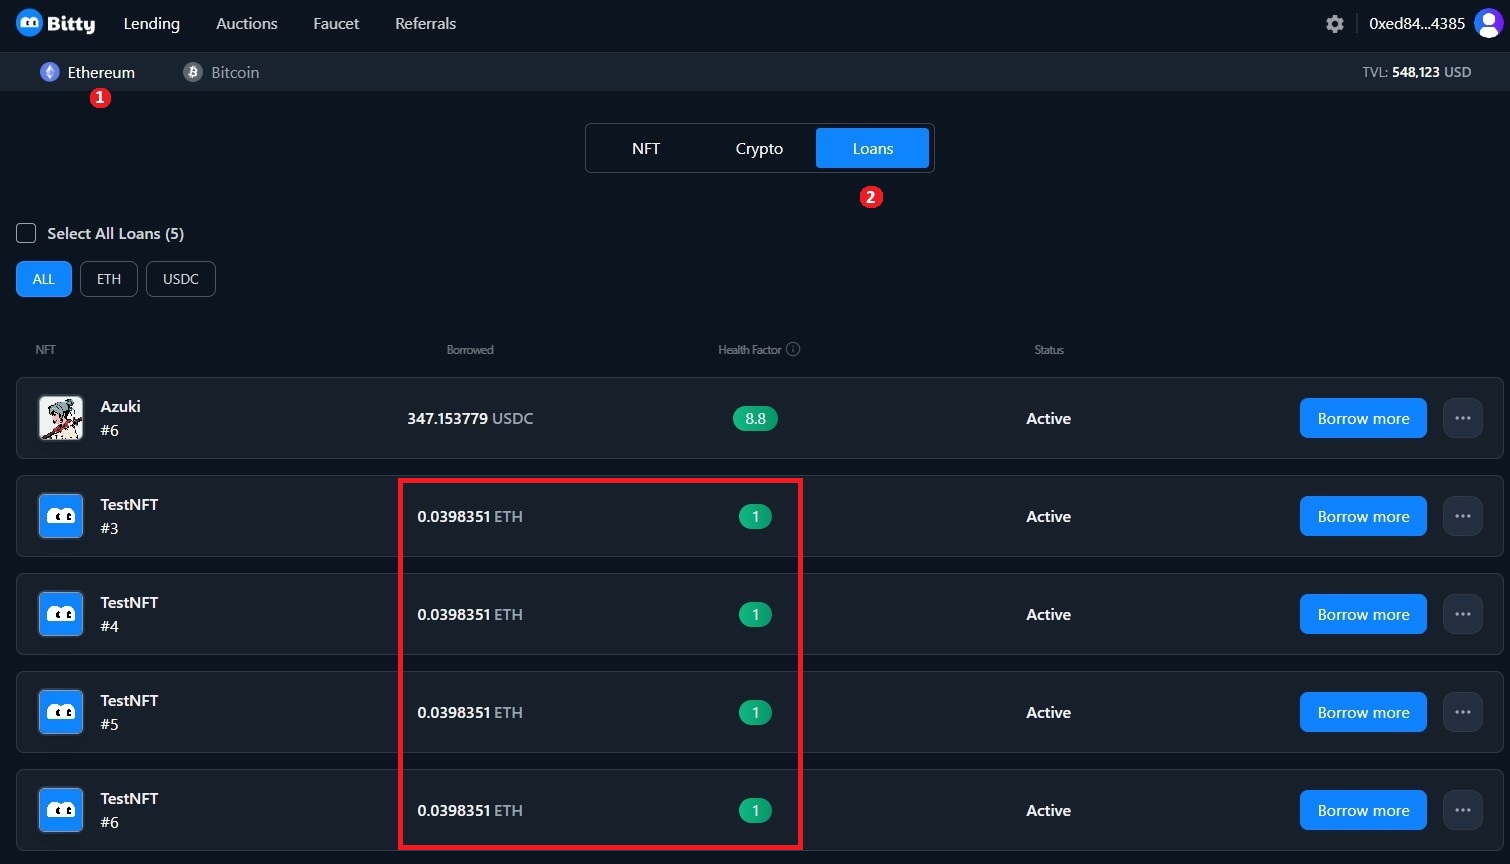 Bitty Lending Auctions Faucet Referrals 0xed84...4385
Ethereum Bitcoin TVL: 548,123 USD
1
NFT Crypto Loans
2
Select All Loans (5)
ALL ETH USDC
NFT Borrowed Health Factor Status
Azuki
#6
347.153779 USDC 8.8 Active Borrow more
TestNFT
#3
0.0398351 ETH 1 Active Borrow more
TestNFT
#4
0.0398351 ETH 1 Active Borrow more
TestNFT
#5
0.0398351 ETH 1 Active Borrow more
TestNFT
#6
0.0398351 ETH 1 Active Borrow more